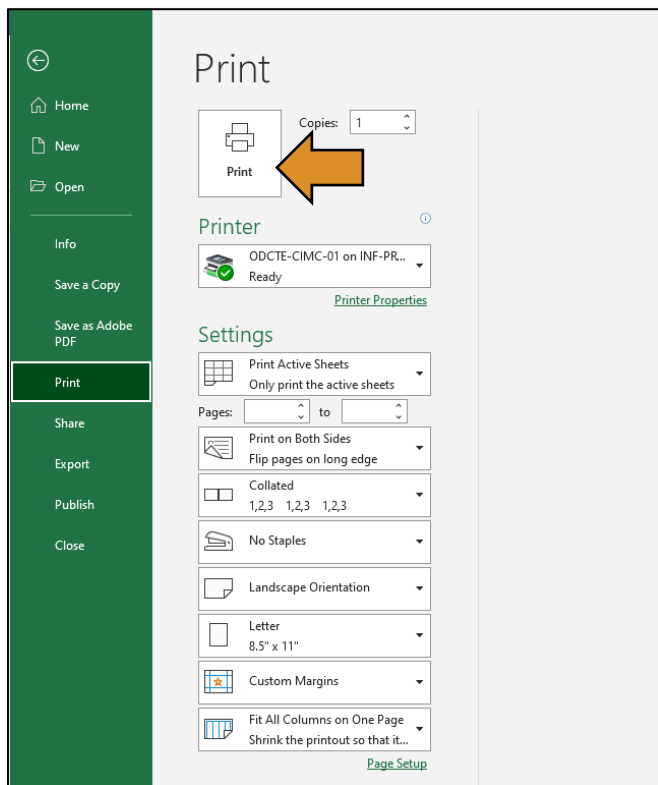 Home
New
Open
Info
Save a Copy
Save as Adobe
PDF
Print
Share
Export
Publish
Close
Print
Copies: 1
Print
Printer
ODCTE-CIMC-01 on INF-PR...
Ready
Printer Properties
Settings
Print Active Sheets
Only print the active sheets
Pages: to
Print on Both Sides
Flip pages on long edge
Collated
1,2,3 1,2,3 1,2,3
No Staples
Landscape Orientation
Letter
8.5" x 11"
Custom Margins
Fit All Columns on One Page
Shrink the printout so that it...
Page Setup